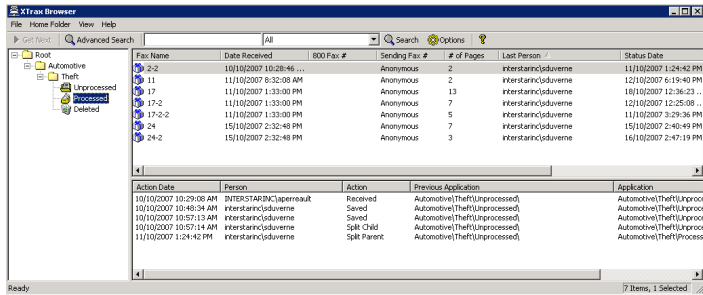 XTrax Browser
File Home Folder View Help
Get Next Advanced Search All Search Options ?
Root
Automotive
Theft
Unprocessed
Processed
Deleted
Fax Name Date Received 800 Fax # Sending Fax # # of Pages Last Person Status Date
2-2 10/10/2007 10:28:46 ... Anonymous 2 interstarinc\sduverne 11/10/2007 1:24:42 PM
11 11/10/2007 8:32:08 AM Anonymous 2 interstarinc\sduverne 12/10/2007 6:19:40 PM
17 11/10/2007 1:33:00 PM Anonymous 13 interstarinc\sduverne 18/10/2007 12:36:23 ..
17-2 11/10/2007 1:33:00 PM Anonymous 7 interstarinc\sduverne 12/10/2007 12:25:08 ..
17-2-2 11/10/2007 1:33:00 PM Anonymous 5 interstarinc\sduverne 11/10/2007 3:29:36 PM
24 15/10/2007 2:32:48 PM Anonymous 7 interstarinc\sduverne 15/10/2007 2:40:49 PM
24-2 15/10/2007 2:32:48 PM Anonymous 3 interstarinc\sduverne 16/10/2007 2:47:19 PM
Action Date Person Action Previous Application Application
10/10/2007 10:29:08 AM INTERSTARINC\aperreault Received Automotive\Theft\Unprocessed\ Automotive\Theft\Unproce
10/10/2007 10:48:34 AM interstarinc\sduverne Saved Automotive\Theft\Unprocessed\ Automotive\Theft\Unproce
10/10/2007 10:57:13 AM interstarinc\sduverne Saved Automotive\Theft\Unprocessed\ Automotive\Theft\Unproce
10/10/2007 10:57:14 AM interstarinc\sduverne Split Child Automotive\Theft\Unprocessed\ Automotive\Theft\Unproce
11/10/2007 1:24:42 PM interstarinc\sduverne Split Parent Automotive\Theft\Unprocessed\ Automotive\Theft\Process
Ready 7 Items, 1 Selected